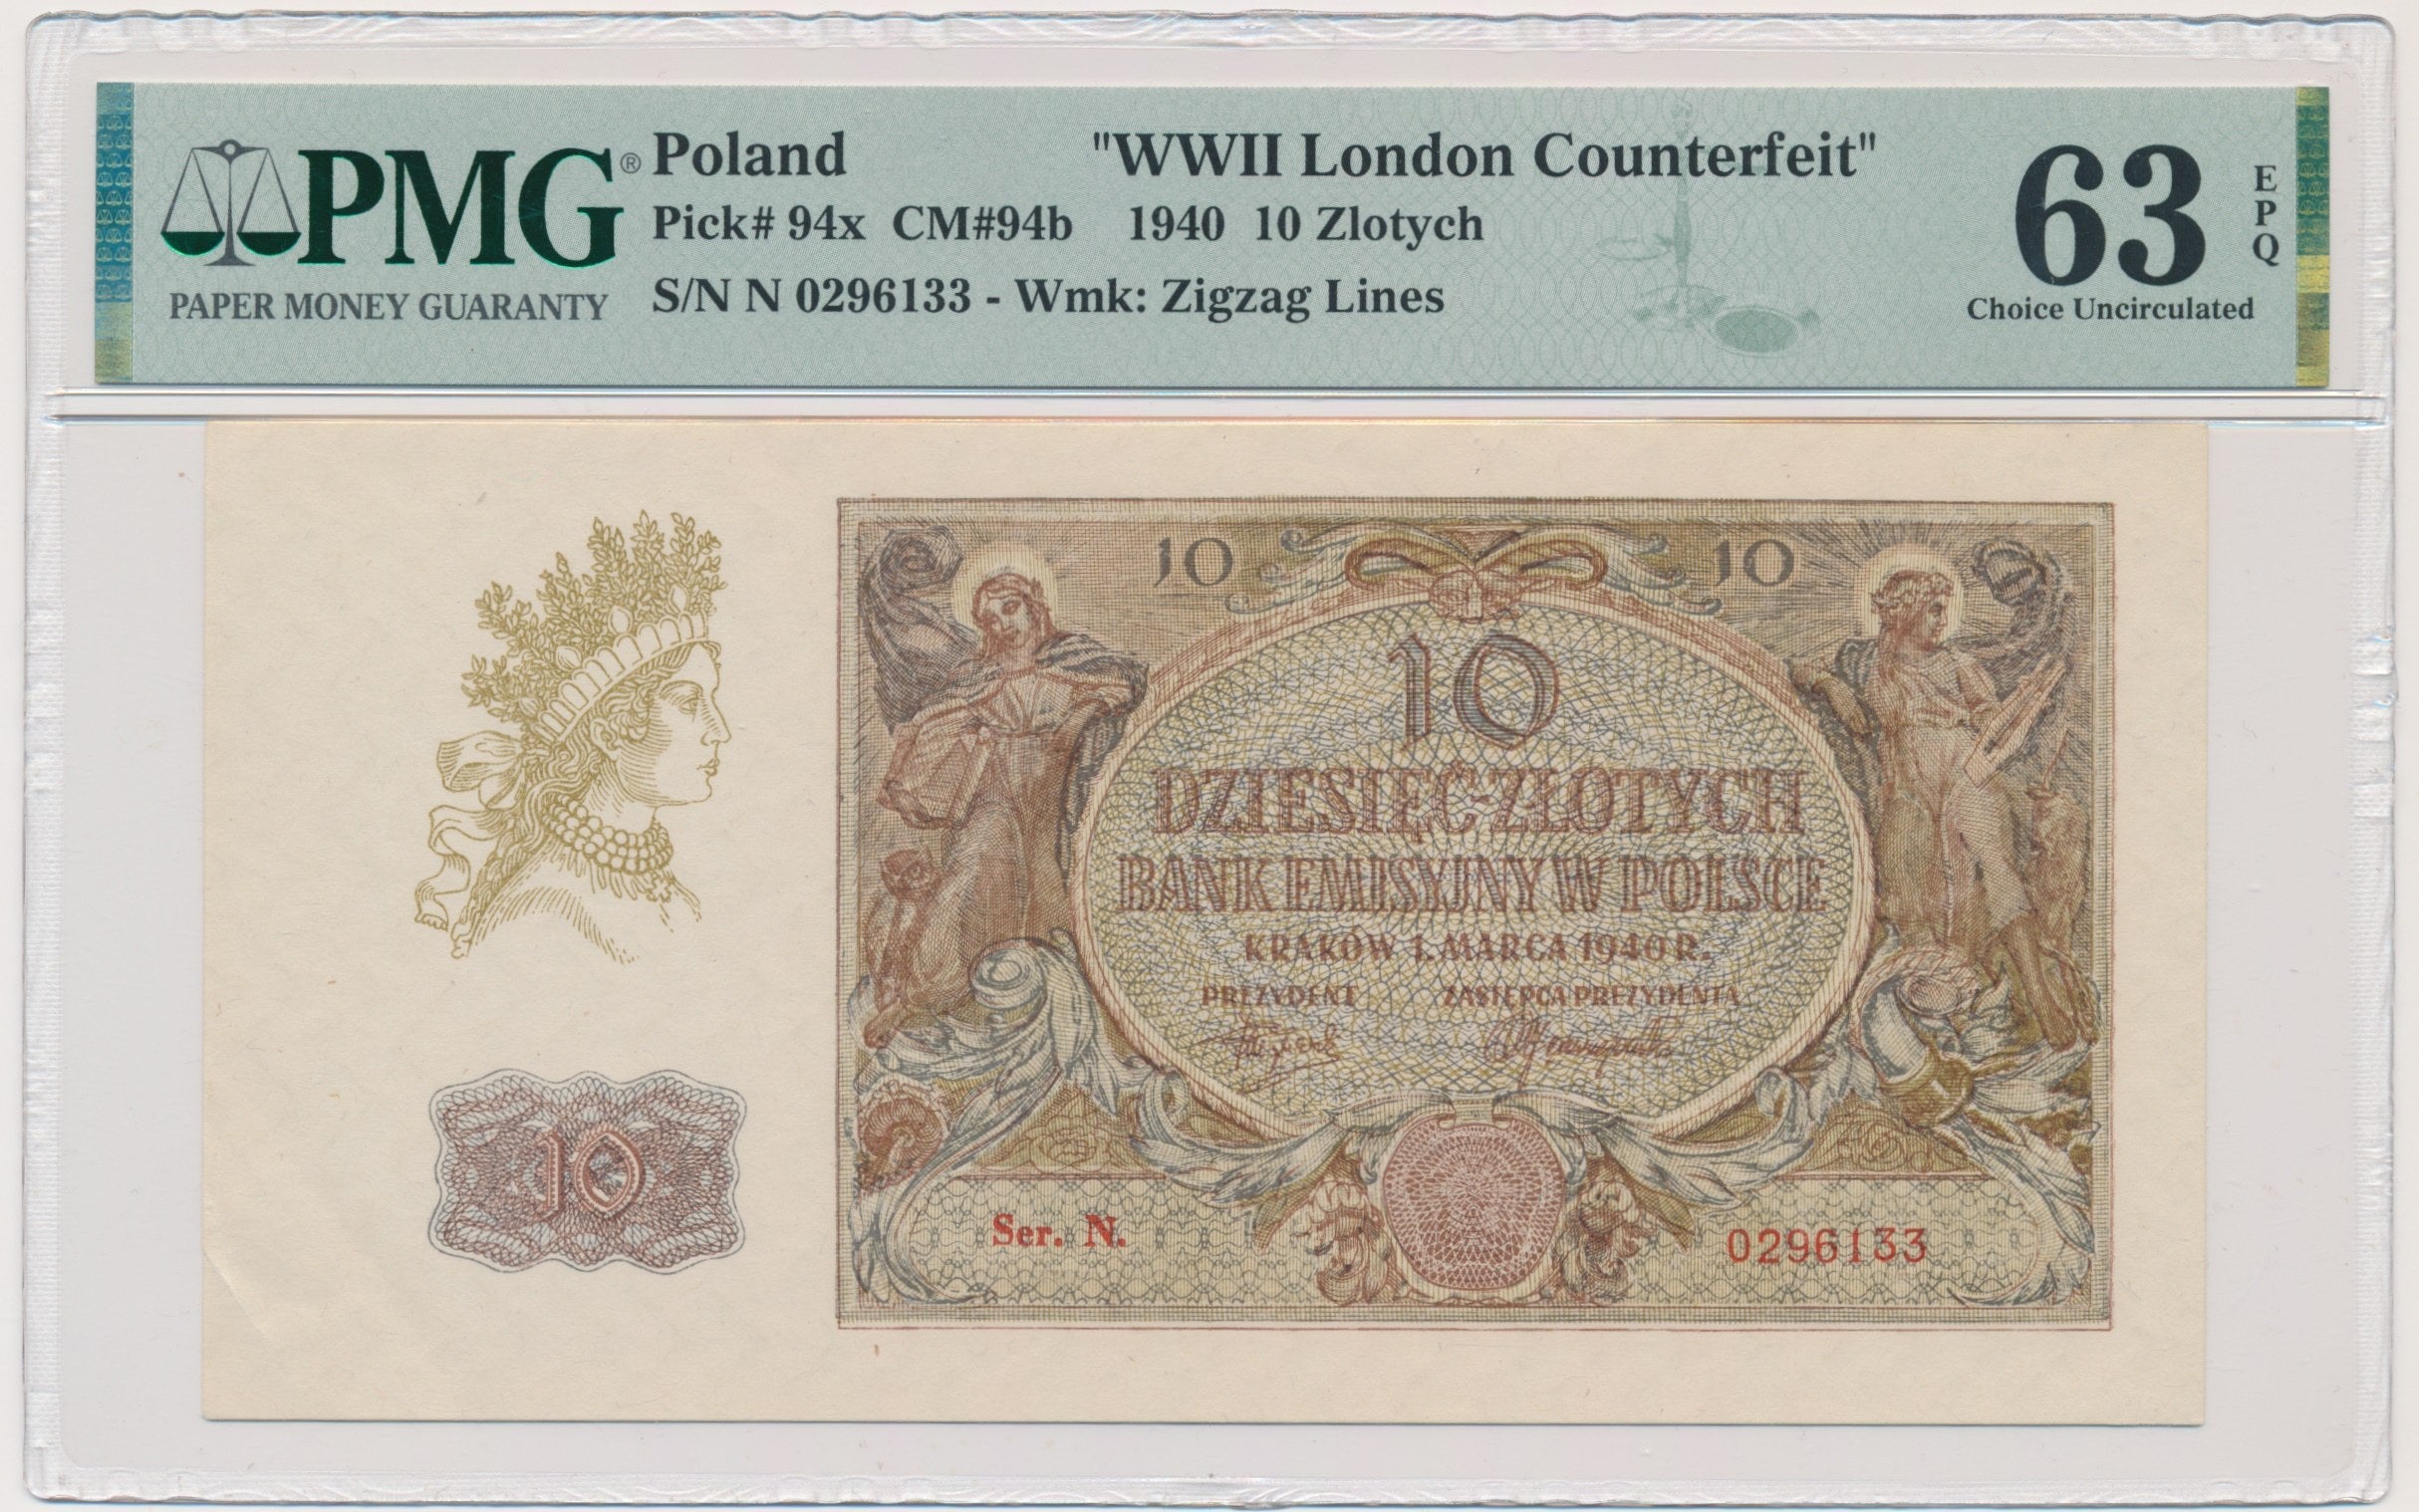 PMG®
PAPER MONEY GUARANTY
Poland "WWII London Counterfeit"
Pick# 94x CM#94b 1940 10 Zlotych
S/N N 0296133 - Wmk: Zigzag Lines
63 EPQ
Choice Uncirculated
10 10
10
DZIESIĘĆ ZŁOTYCH
BANK EMISYJNY W POLSCE
KRAKÓW 1. MARCA 1940 R.
PREZYDENT ZASTĘPCA PREZYDENTA
10
Ser. N. 0296133